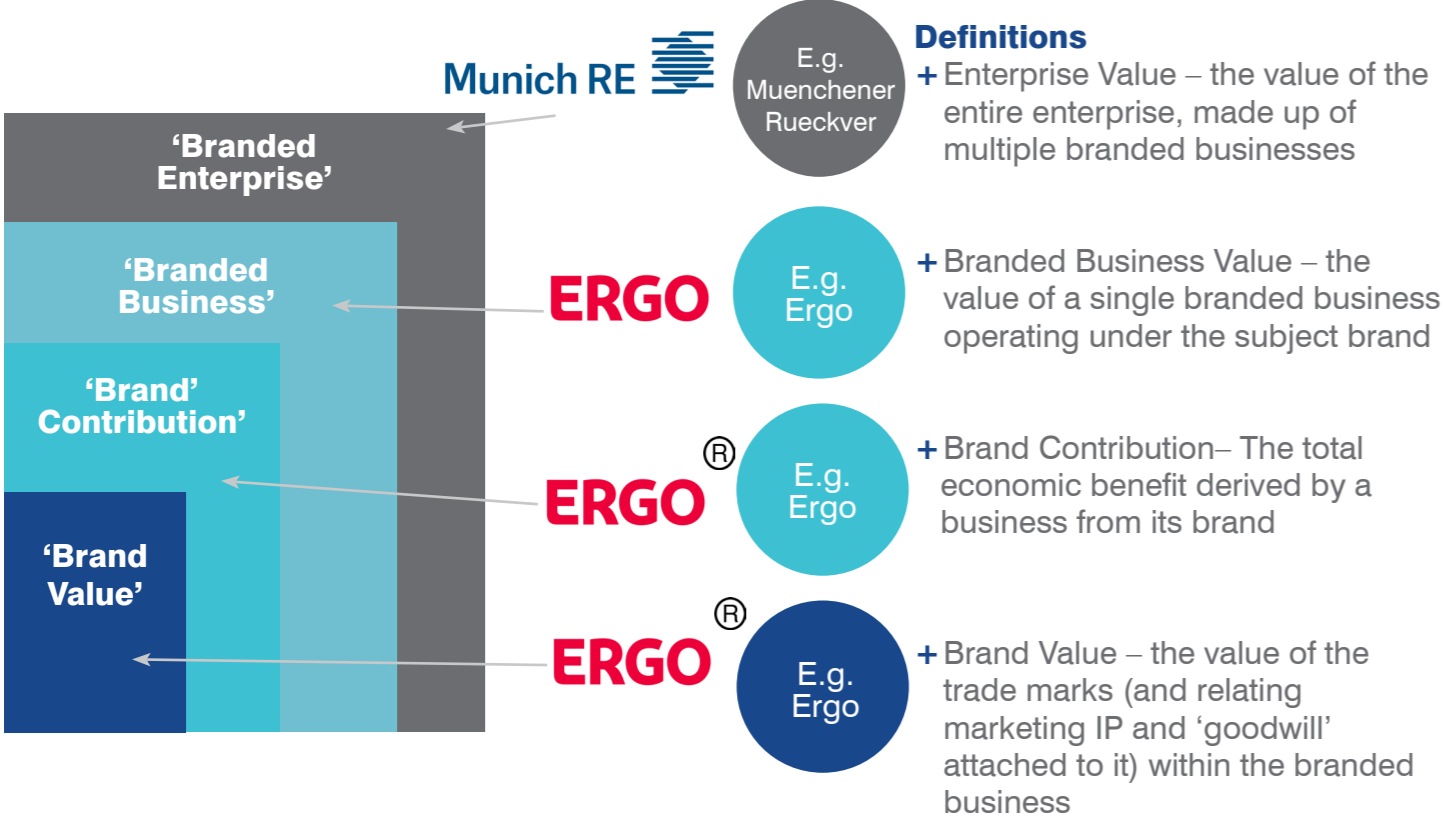 Munich RE
E.g.
Muenchener
Rueckver
Definitions
+ Enterprise Value – the value of the
entire enterprise, made up of
multiple branded businesses
‘Branded
Enterprise’
‘Branded
Business’
ERGO
E.g.
Ergo
+ Branded Business Value – the
value of a single branded business
operating under the subject brand
‘Brand’
Contribution’
ERGO ®
E.g.
Ergo
+ Brand Contribution– The total
economic benefit derived by a
business from its brand
‘Brand
Value’
ERGO ®
E.g.
Ergo
+ Brand Value – the value of the
trade marks (and relating
marketing IP and ‘goodwill’
attached to it) within the branded
business